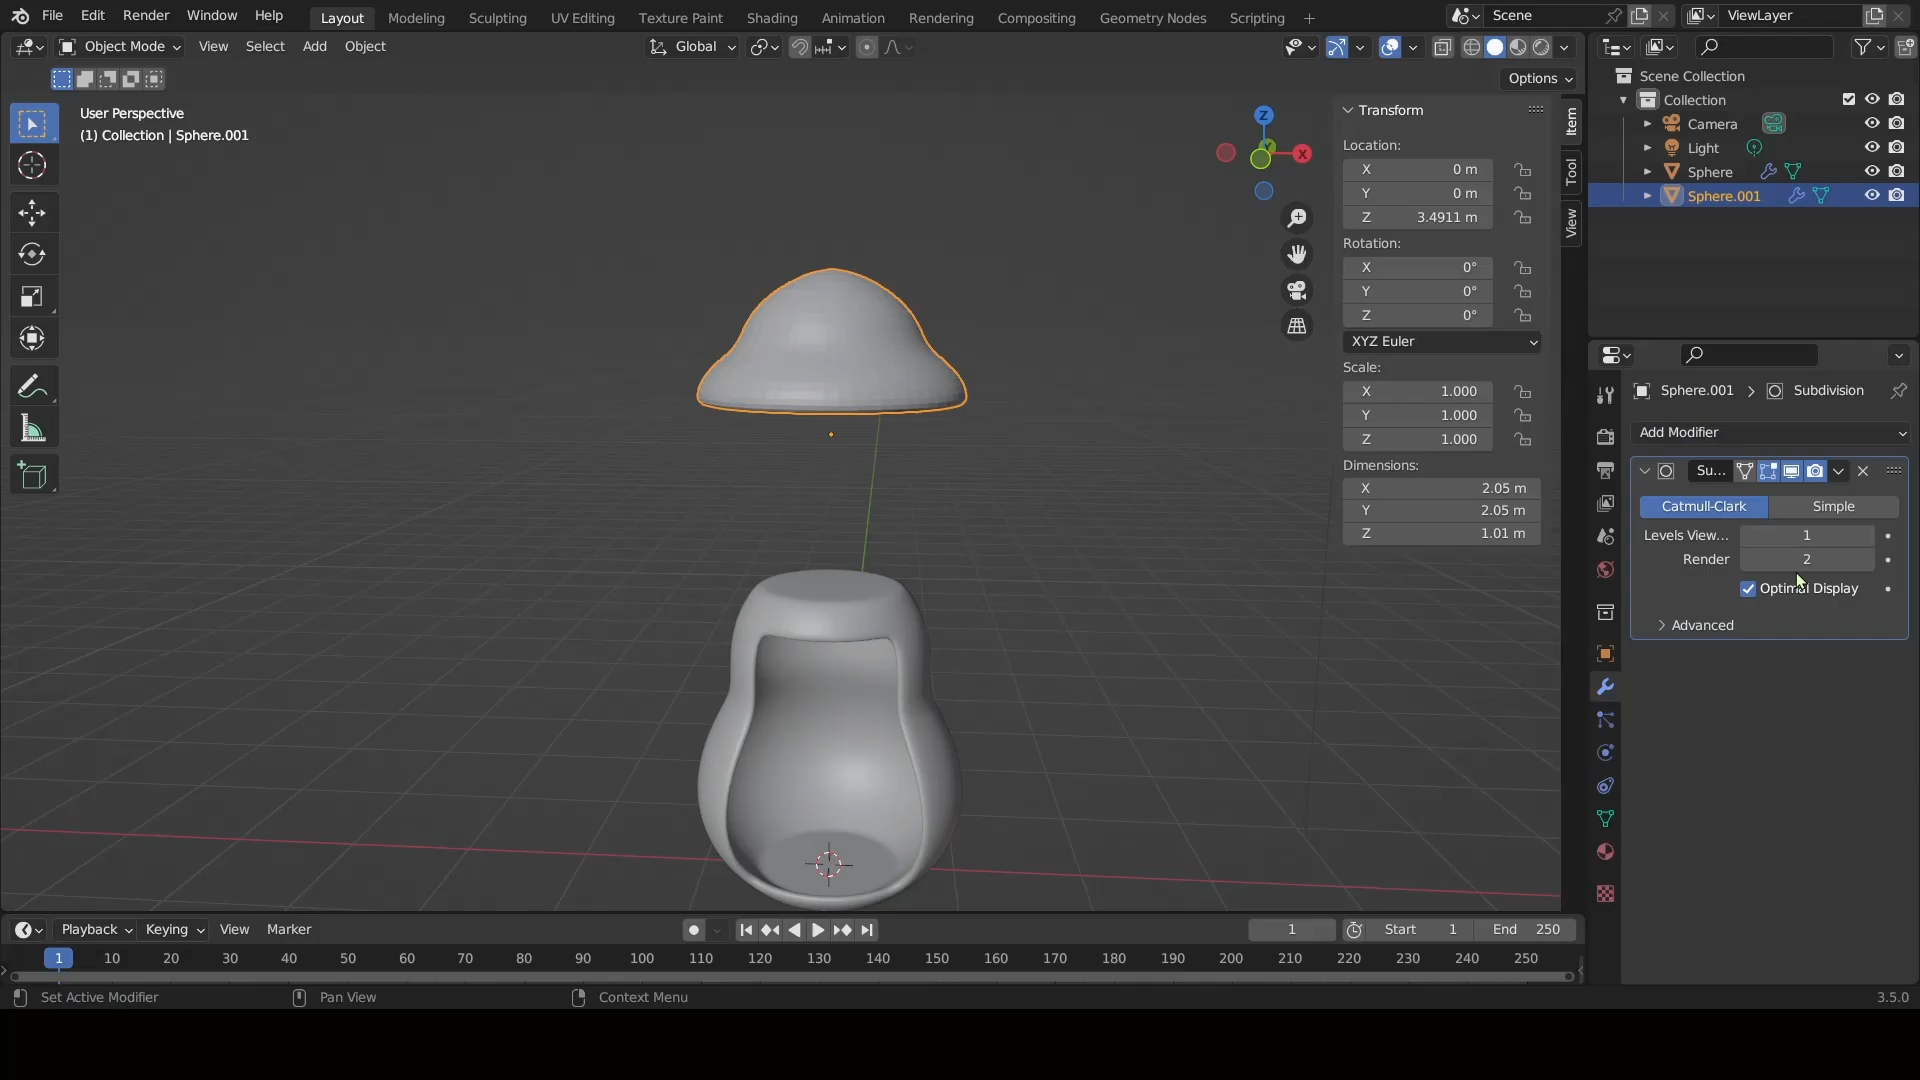 File Edit Render Window Help Layout Modeling Sculpting UV Editing Texture Paint Shading Animation Rendering Compositing Geometry Nodes Scripting + Scene ViewLayer
Object Mode View Select Add Object Global
Options
User Perspective
(1) Collection | Sphere.001
Z
X
Transform
Location:
X 0 m
Y 0 m
Z 3.4911 m
Rotation:
X 0°
Y 0°
Z 0°
XYZ Euler
Scale:
X 1.000
Y 1.000
Z 1.000
Dimensions:
X 2.05 m
Y 2.05 m
Z 1.01 m
Item
Tool
View
Scene Collection
Collection
Camera
Light
Sphere
Sphere.001
Sphere.001 > Subdivision
Add Modifier
Su...
Catmull-Clark Simple
Levels View... 1
Render 2
Optimal Display
Advanced
Playback Keying View Marker 1 Start 1 End 250
1 10 20 30 40 50 60 70 80 90 100 110 120 130 140 150 160 170 180 190 200 210 220 230 240 250
Set Active Modifier Pan View Context Menu 3.5.0